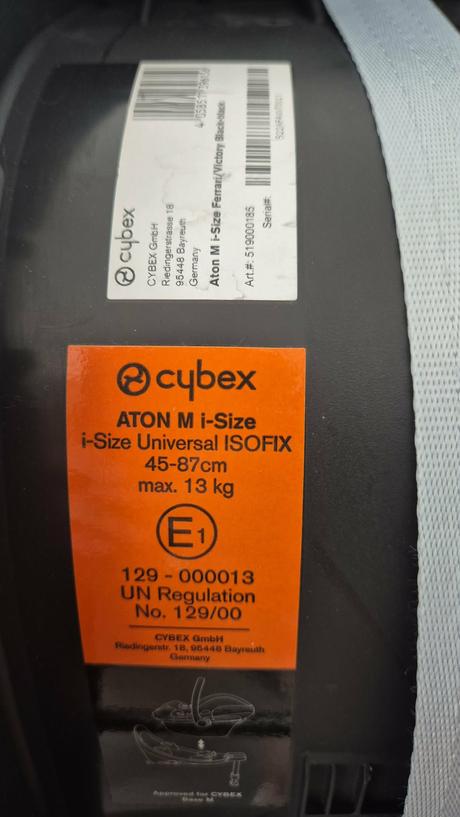 cybex
CYBEX GmbH
Riedingerstrasse 18
95448 Bayreuth
Germany
Aton M i-Size Ferrari/Victory Black-black
Art.#: 519000185
Serial#:
cybex
ATON M i-Size
i-Size Universal ISOFIX
45-87cm
max. 13 kg
E1
129 - 000013
UN Regulation
No. 129/00
CYBEX GmbH
Riedingerstr. 18, 95448 Bayreuth
Germany
Approved for CYBEX
Base M